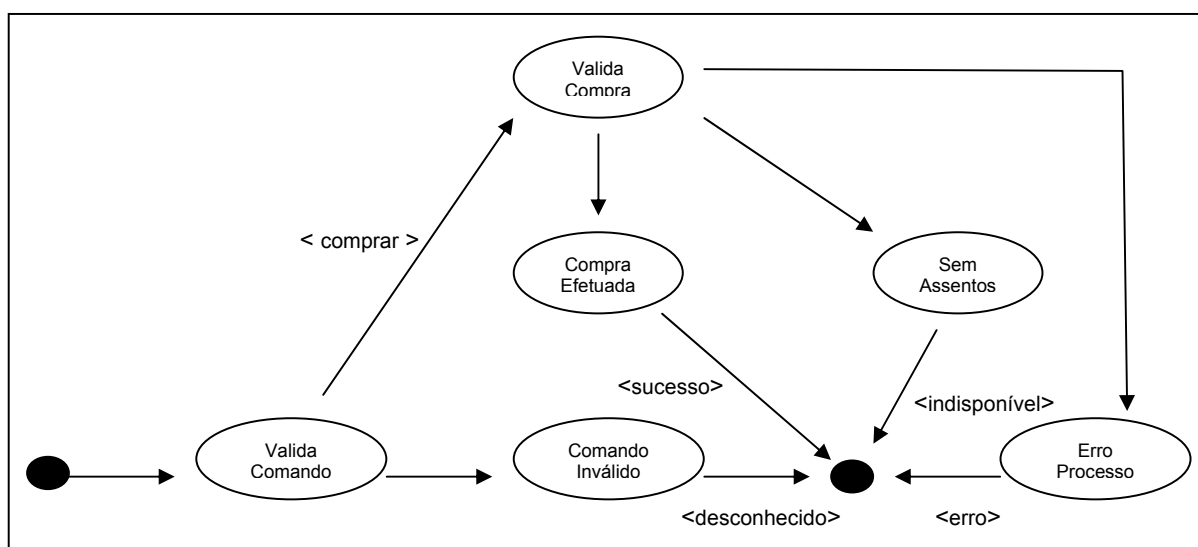 Valida
Compra
< comprar >
Compra
Efetuada
Sem
Assentos
<sucesso>
<indisponível>
Valida
Comando
Comando
Inválido
Erro
Processo
<desconhecido>
<erro>